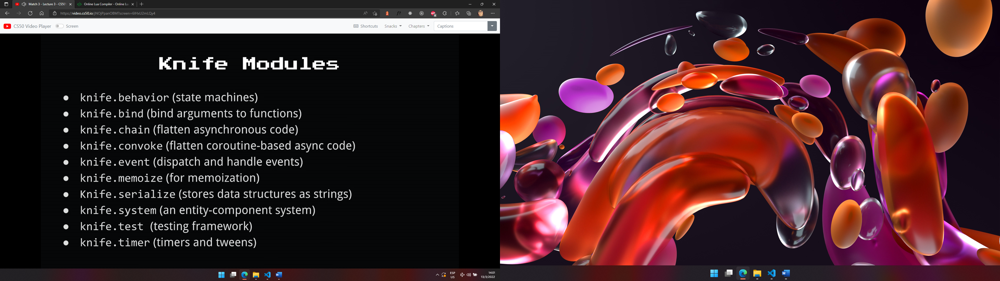 Match 3 - Lecture 3 - CS50'
Online Lua Compiler - Online Lu
https://video.cs50.io/jNOjPpanOBM?screen=6IHxU2mLQy4
CS50 Video Player
Screen
Shortcuts
Snacks
Chapters
Captions
Knife Modules
● knife.behavior (state machines)
● knife.bind (bind arguments to functions)
● knife.chain (flatten asynchronous code)
● knife.convoke (flatten coroutine-based async code)
● knife.event (dispatch and handle events)
● knife.memoize (for memoization)
● Knife.serialize (stores data structures as strings)
● knife.system (an entity-component system)
● knife.test (testing framework)
● knife.timer (timers and tweens)
ESP
US
14:01
13/3/2022